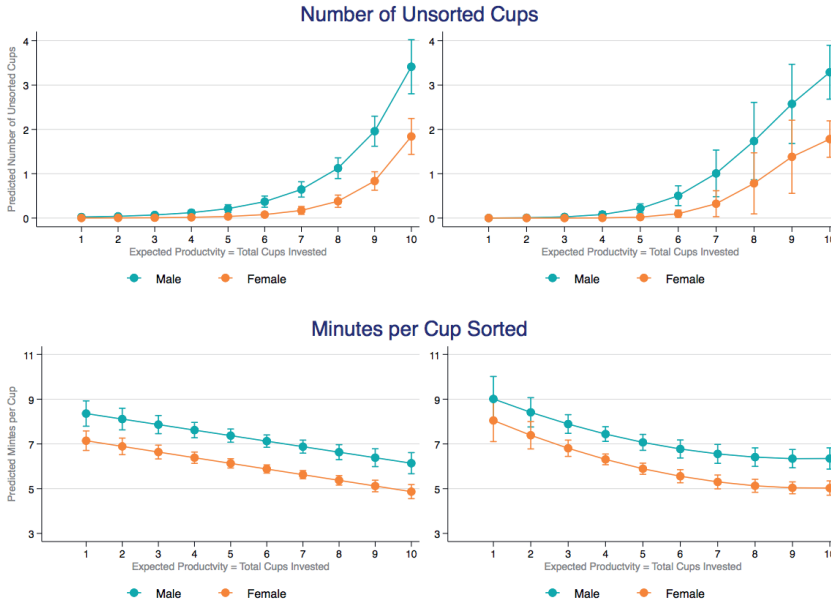 Number of Unsorted Cups
Predicted Number of Unsorted Cups
4
3
2
1
0
1 2 3 4 5 6 7 8 9 10
Expected Productvity = Total Cups Invested
Male Female
4
3
2
1
0
1 2 3 4 5 6 7 8 9 10
Expected Productivity = Total Cups Invested
Male Female
Minutes per Cup Sorted
Predicted Mintes per Cup
11
9
7
5
3
1 2 3 4 5 6 7 8 9 10
Expected Productvity = Total Cups Invested
Male Female
11
9
7
5
3
1 2 3 4 5 6 7 8 9 10
Expected Productivity = Total Cups Invested
Male Female